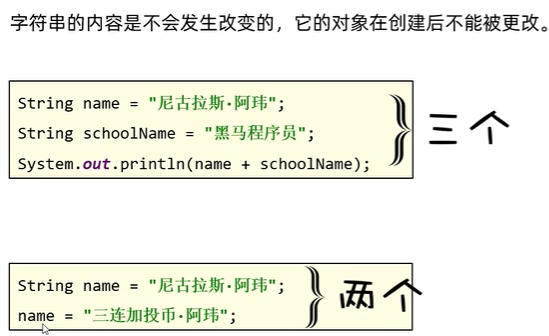 字符串的内容是不会发生改变的，它的对象在创建后不能被更改。
String name = "尼古拉斯·阿玮";
String schoolName = "黑马程序员";
System.out.println(name + schoolName);
三个
String name = "尼古拉斯·阿玮";
name = "三连加投币·阿玮";
两个